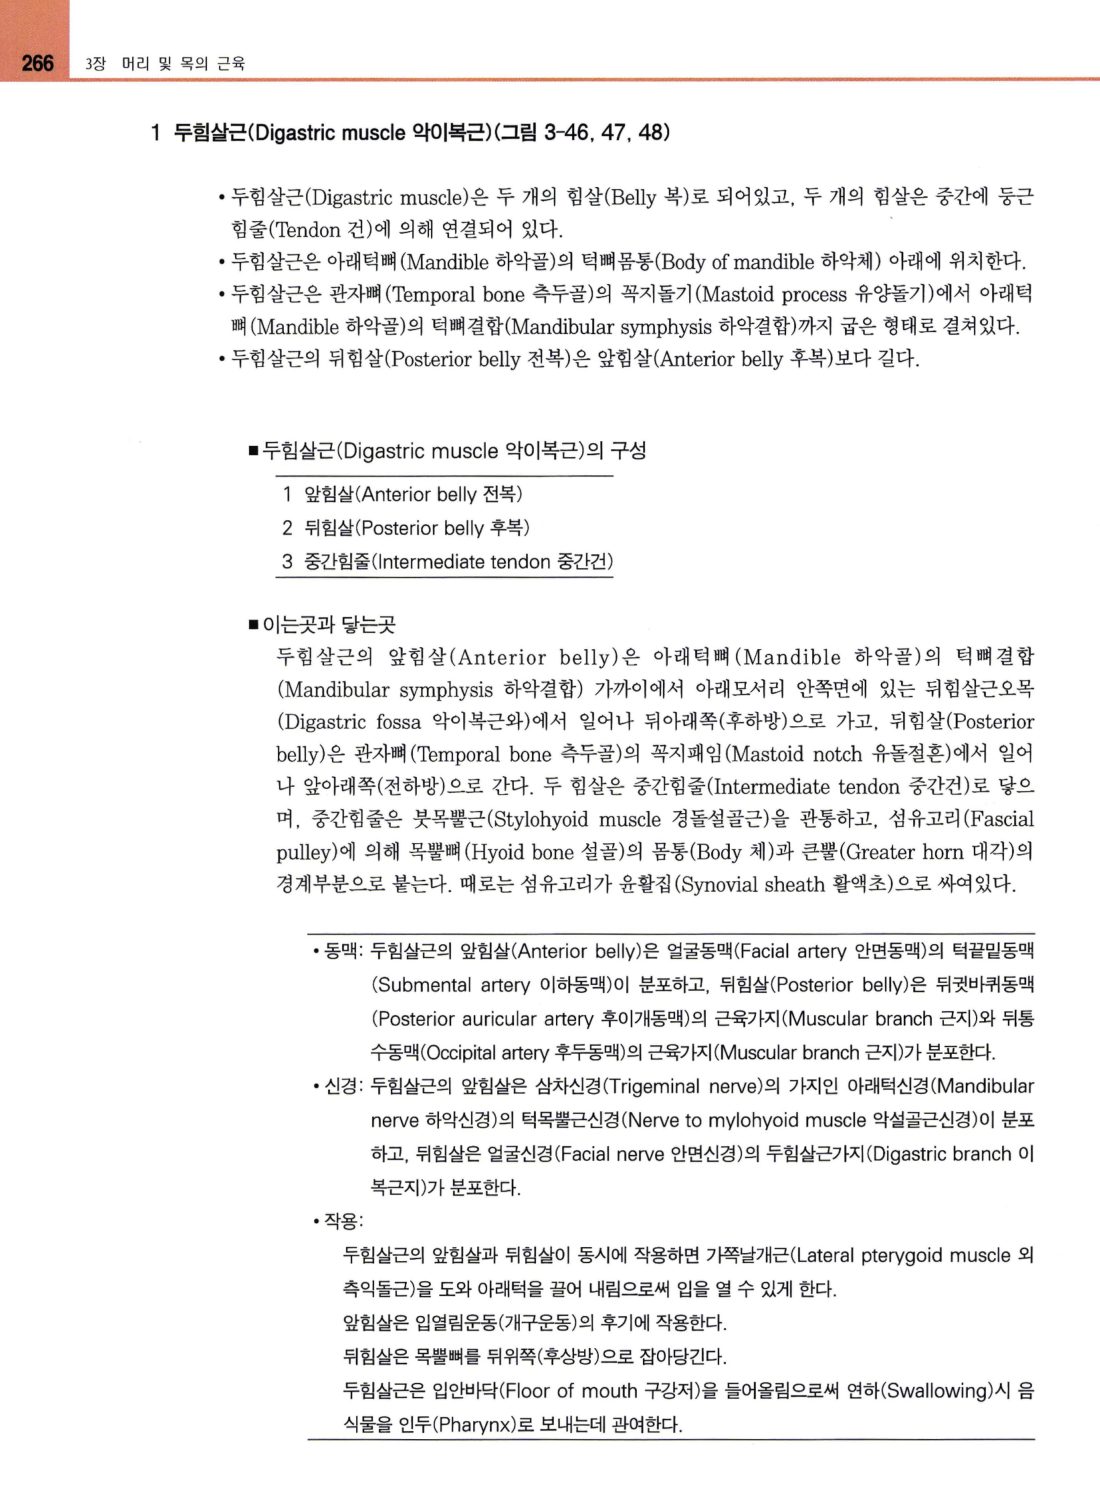 266
3장 머리 및 목의 근육
1 두힘살근(Digastric muscle 악이복근)(그림 3-46, 47, 48)
• 두힘살근(Digastric muscle)은 두 개의 힘살(Belly 복)로 되어있고, 두 개의 힘살은 중간에 둥근
힘줄(Tendon 건)에 의해 연결되어 있다.
• 두힘살근은 아래턱뼈(Mandible 하악골)의 턱뼈몸통(Body of mandible 하악체) 아래에 위치한다.
• 두힘살근은 관자뼈(Temporal bone 측두골)의 꼭지돌기(Mastoid process 유양돌기)에서 아래턱
뼈(Mandible 하악골)의 턱뼈결합(Mandibular symphysis 하악결합)까지 굽은 형태로 걸쳐있다.
• 두힘살근의 뒤힘살(Posterior belly 전복)은 앞힘살(Anterior belly 후복)보다 길다.
■ 두힘살근(Digastric muscle 악이복근)의 구성
1 앞힘살(Anterior belly 전복)
2 뒤힘살(Posterior belly 후복)
3 중간힘줄(Intermediate tendon 중간건)
■ 이는곳과 닿는곳
두힘살근의 앞힘살(Anterior belly)은 아래턱뼈(Mandible 하악골)의 턱뼈결합
(Mandibular symphysis 하악결합) 가까이에서 아래모서리 안쪽면에 있는 뒤힘살근오목
(Digastric fossa 악이복근와)에서 일어나 뒤아래쪽(후하방)으로 가고, 뒤힘살(Posterior
belly)은 관자뼈(Temporal bone 측두골)의 꼭지패임(Mastoid notch 유돌절흔)에서 일어
나 앞아래쪽(전하방)으로 간다. 두 힘살은 중간힘줄(Intermediate tendon 중간건)로 닿으
며, 중간힘줄은 붓목뿔근(Stylohyoid muscle 경돌설골근)을 관통하고, 섬유고리(Fascial
pulley)에 의해 목뿔뼈(Hyoid bone 설골)의 몸통(Body 체)과 큰뿔(Greater horn 대각)의
경계부분으로 붙는다. 때로는 섬유고리가 윤활집(Synovial sheath 활액초)으로 싸여있다.
• 동맥: 두힘살근의 앞힘살(Anterior belly)은 얼굴동맥(Facial artery 안면동맥)의 턱끝밑동맥
(Submental artery 이하동맥)이 분포하고, 뒤힘살(Posterior belly)은 뒤귓바퀴동맥
(Posterior auricular artery 후이개동맥)의 근육가지(Muscular branch 근지)와 뒤통
수동맥(Occipital artery 후두동맥)의 근육가지(Muscular branch 근지)가 분포한다.
• 신경: 두힘살근의 앞힘살은 삼차신경(Trigeminal nerve)의 가지인 아래턱신경(Mandibular
nerve 하악신경)의 턱목뿔근신경(Nerve to mylohyoid muscle 악설골근신경)이 분포
하고, 뒤힘살은 얼굴신경(Facial nerve 안면신경)의 두힘살근가지(Digastric branch 이
복근지)가 분포한다.
• 작용:
두힘살근의 앞힘살과 뒤힘살이 동시에 작용하면 가쪽날개근(Lateral pterygoid muscle 외
측익돌근)을 도와 아래턱을 끌어 내림으로써 입을 열 수 있게 한다.
앞힘살은 입열림운동(개구운동)의 후기에 작용한다.
뒤힘살은 목뿔뼈를 뒤위쪽(후상방)으로 잡아당긴다.
두힘살근은 입안바닥(Floor of mouth 구강저)을 들어올림으로써 연하(Swallowing)시 음
식물을 인두(Pharynx)로 보내는데 관여한다.